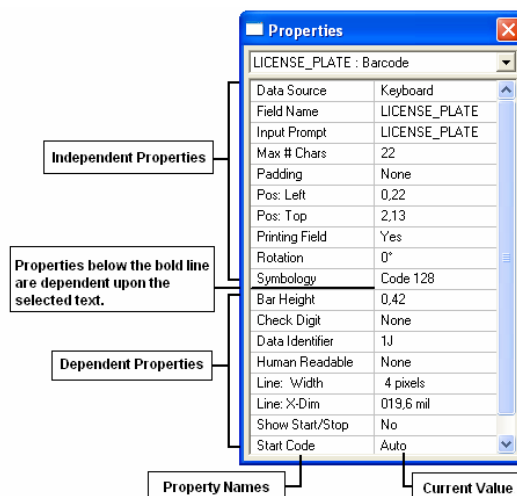 Properties
LICENSE_PLATE : Barcode
Data Source Keyboard
Field Name LICENSE_PLATE
Input Prompt LICENSE_PLATE
Max # Chars 22
Padding None
Pos: Left 0,22
Pos: Top 2,13
Printing Field Yes
Rotation 0°
Symbology Code 128
Bar Height 0,42
Check Digit None
Data Identifier 1J
Human Readable None
Line: Width 4 pixels
Line: X-Dim 019,6 mil
Show Start/Stop No
Start Code Auto
Independent Properties
Properties below the bold line
are dependent upon the
selected text.
Dependent Properties
Property Names
Current Value